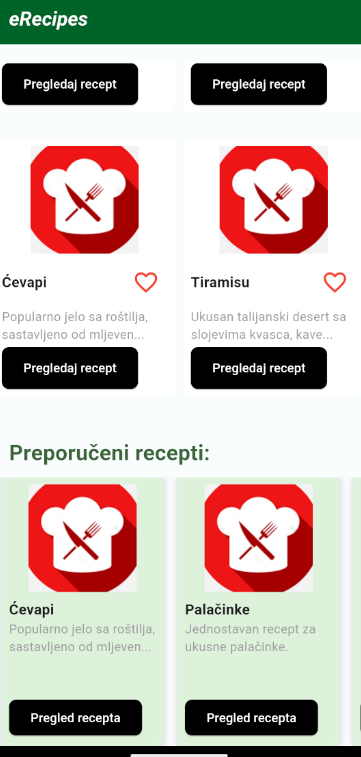 eRecipes
Pregledaj recept
Pregledaj recept
Ćevapi
Popularno jelo sa roštilja,
sastavljeno od mljeven...
Pregledaj recept
Tiramisu
Ukusan talijanski desert sa
slojevima kvasca, kave...
Pregledaj recept
Preporučeni recepti:
Ćevapi
Popularno jelo sa roštilja,
sastavljeno od mljeven...
Pregled recepta
Palačinke
Jednostavan recept za
ukusne palačinke.
Pregled recepta